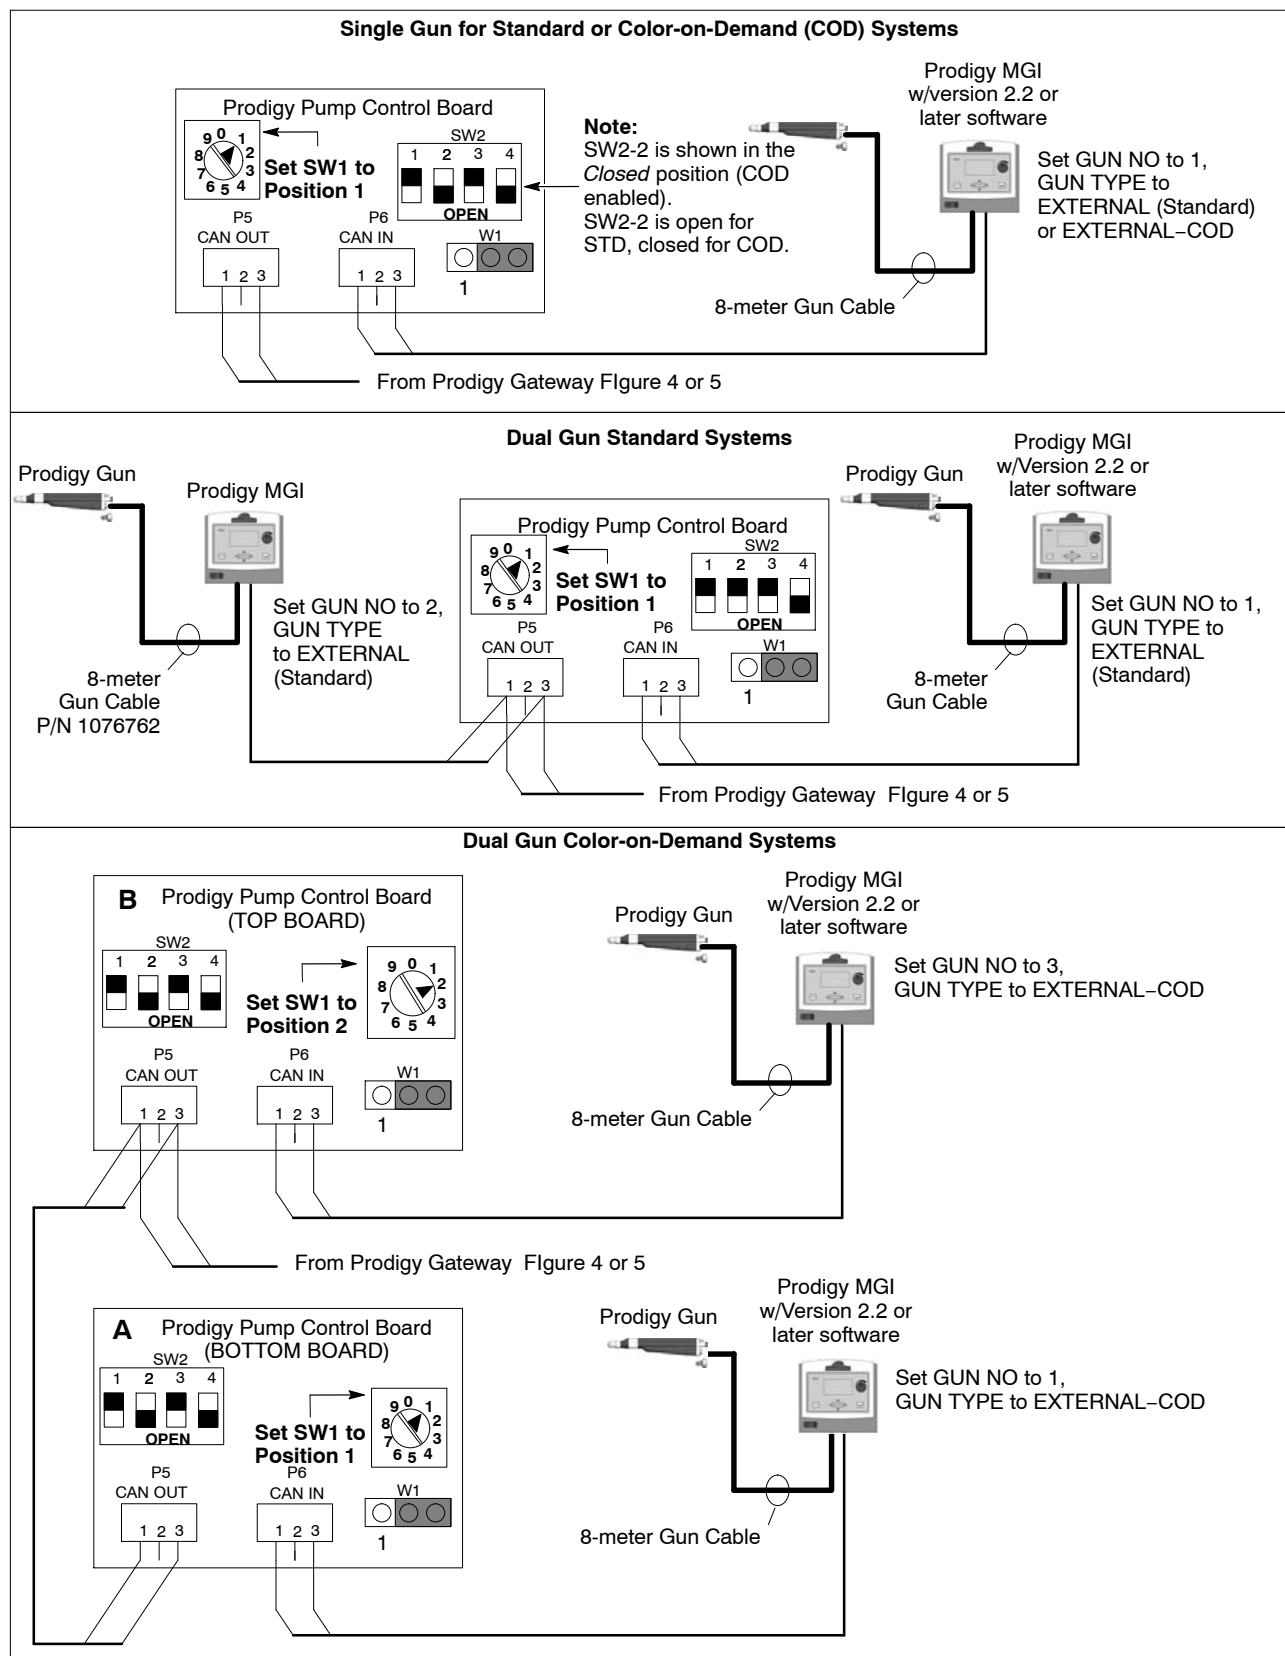 Single Gun for Standard or Color-on-Demand (COD) Systems
Prodigy Pump Control Board
9 0 1
8 2
7 3
6 5 4
Set SW1 to
Position 1
SW2
1 2 3 4
OPEN
P5
CAN OUT
1 2 3
P6
CAN IN
1 2 3
W1
1
Note:
SW2-2 is shown in the
Closed position (COD
enabled).
SW2-2 is open for
STD, closed for COD.
Prodigy MGI
w/version 2.2 or
later software
Set GUN NO to 1,
GUN TYPE to
EXTERNAL (Standard)
or EXTERNAL–COD
8-meter Gun Cable
From Prodigy Gateway FIgure 4 or 5
Dual Gun Standard Systems
Prodigy Gun
Prodigy MGI
Set GUN NO to 2,
GUN TYPE
to EXTERNAL
(Standard)
8-meter
Gun Cable
P/N 1076762
Prodigy Pump Control Board
9 0 1
8 2
7 3
6 5 4
Set SW1 to
Position 1
SW2
1 2 3 4
OPEN
P5
CAN OUT
1 2 3
P6
CAN IN
1 2 3
W1
1
Prodigy Gun
Prodigy MGI
w/Version 2.2 or
later software
Set GUN NO to 1,
GUN TYPE to
EXTERNAL
(Standard)
8-meter
Gun Cable
From Prodigy Gateway FIgure 4 or 5
Dual Gun Color-on-Demand Systems
B Prodigy Pump Control Board
(TOP BOARD)
SW2
1 2 3 4
OPEN
Set SW1 to
Position 2
9 0 1
8 2
7 3
6 5 4
P5
CAN OUT
1 2 3
P6
CAN IN
1 2 3
W1
1
Prodigy Gun
Prodigy MGI
w/Version 2.2 or
later software
Set GUN NO to 3,
GUN TYPE to EXTERNAL–COD
8-meter Gun Cable
From Prodigy Gateway FIgure 4 or 5
A Prodigy Pump Control Board
(BOTTOM BOARD)
SW2
1 2 3 4
OPEN
Set SW1 to
Position 1
9 0 1
8 2
7 3
6 5 4
P5
CAN OUT
1 2 3
P6
CAN IN
1 2 3
W1
1
Prodigy Gun
Prodigy MGI
w/Version 2.2 or
later software
Set GUN NO to 1,
GUN TYPE to EXTERNAL–COD
8-meter Gun Cable